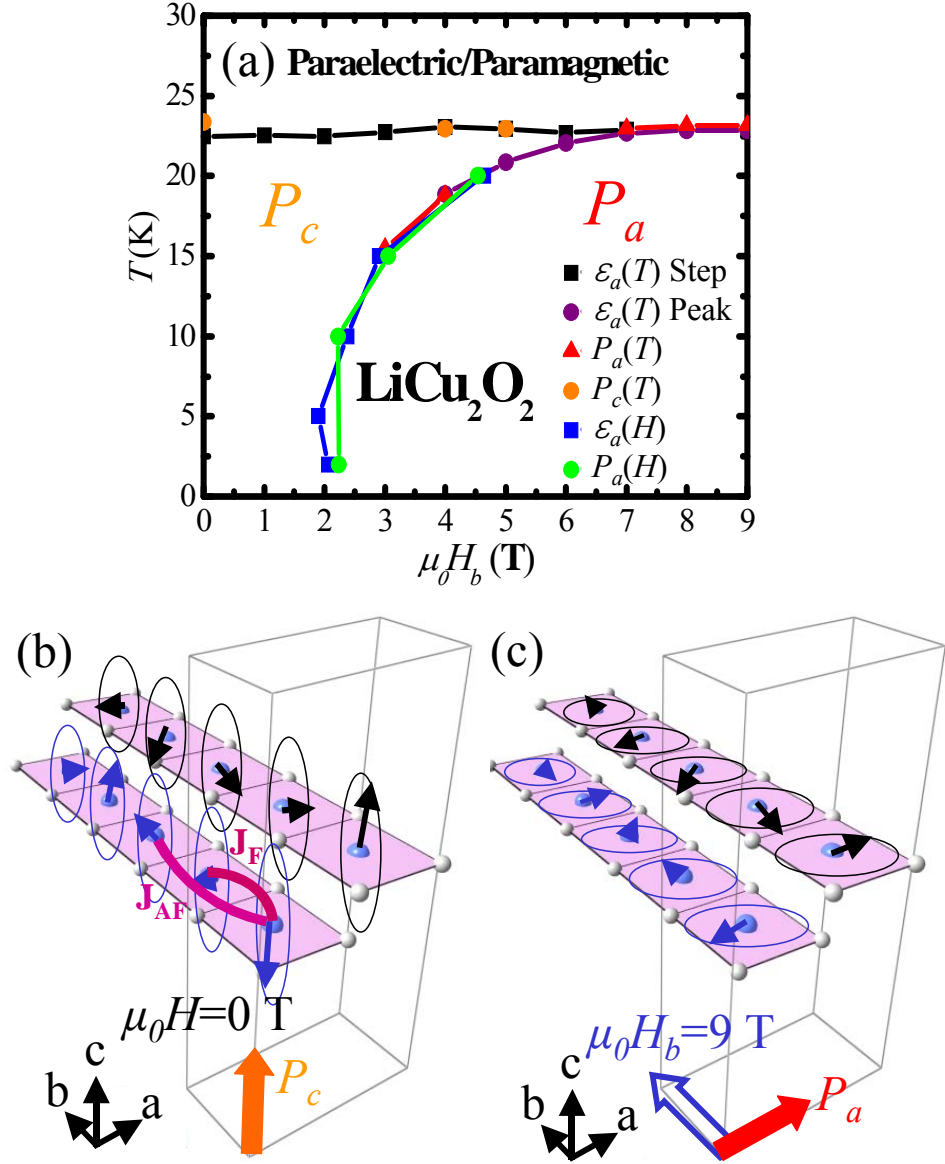 (a) Paraelectric/Paramagnetic
30
25
20
15
10
5
0
T(K)
P_c
P_a
LiCu₂O₂
ε_a(T) Step
ε_a(T) Peak
P_a(T)
P_c(T)
ε_a(H)
P_a(H)
0 1 2 3 4 5 6 7 8 9
μ₀H_b (T)
(b)
J_F
J_AF
μ₀H=0 T
P_c
c
b
a
(c)
μ₀H_b=9 T
P_a
c
b
a